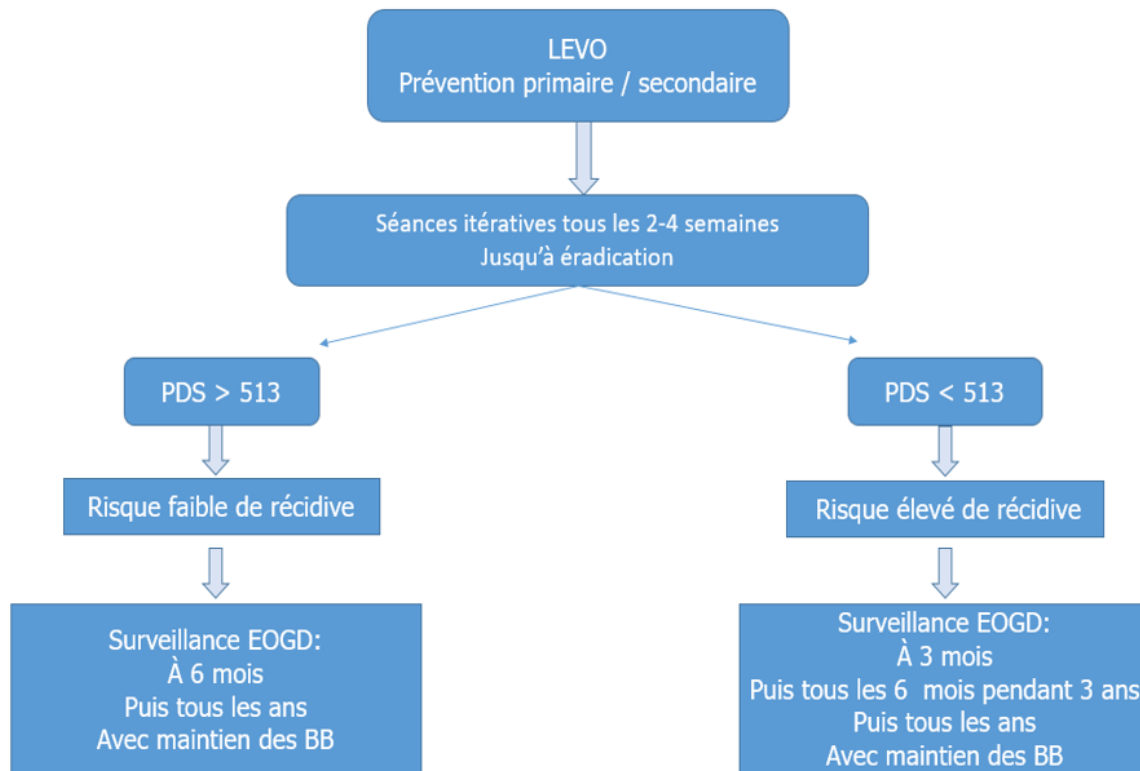 LEVO
Prévention primaire / secondaire
Séances itératives tous les 2-4 semaines
Jusqu'à éradication
PDS > 513
PDS < 513
Risque faible de récidive
Risque élevé de récidive
Surveillance EOGD:
À 6 mois
Puis tous les ans
Avec maintien des BB
Surveillance EOGD:
À 3 mois
Puis tous les 6 mois pendant 3 ans
Puis tous les ans
Avec maintien des BB